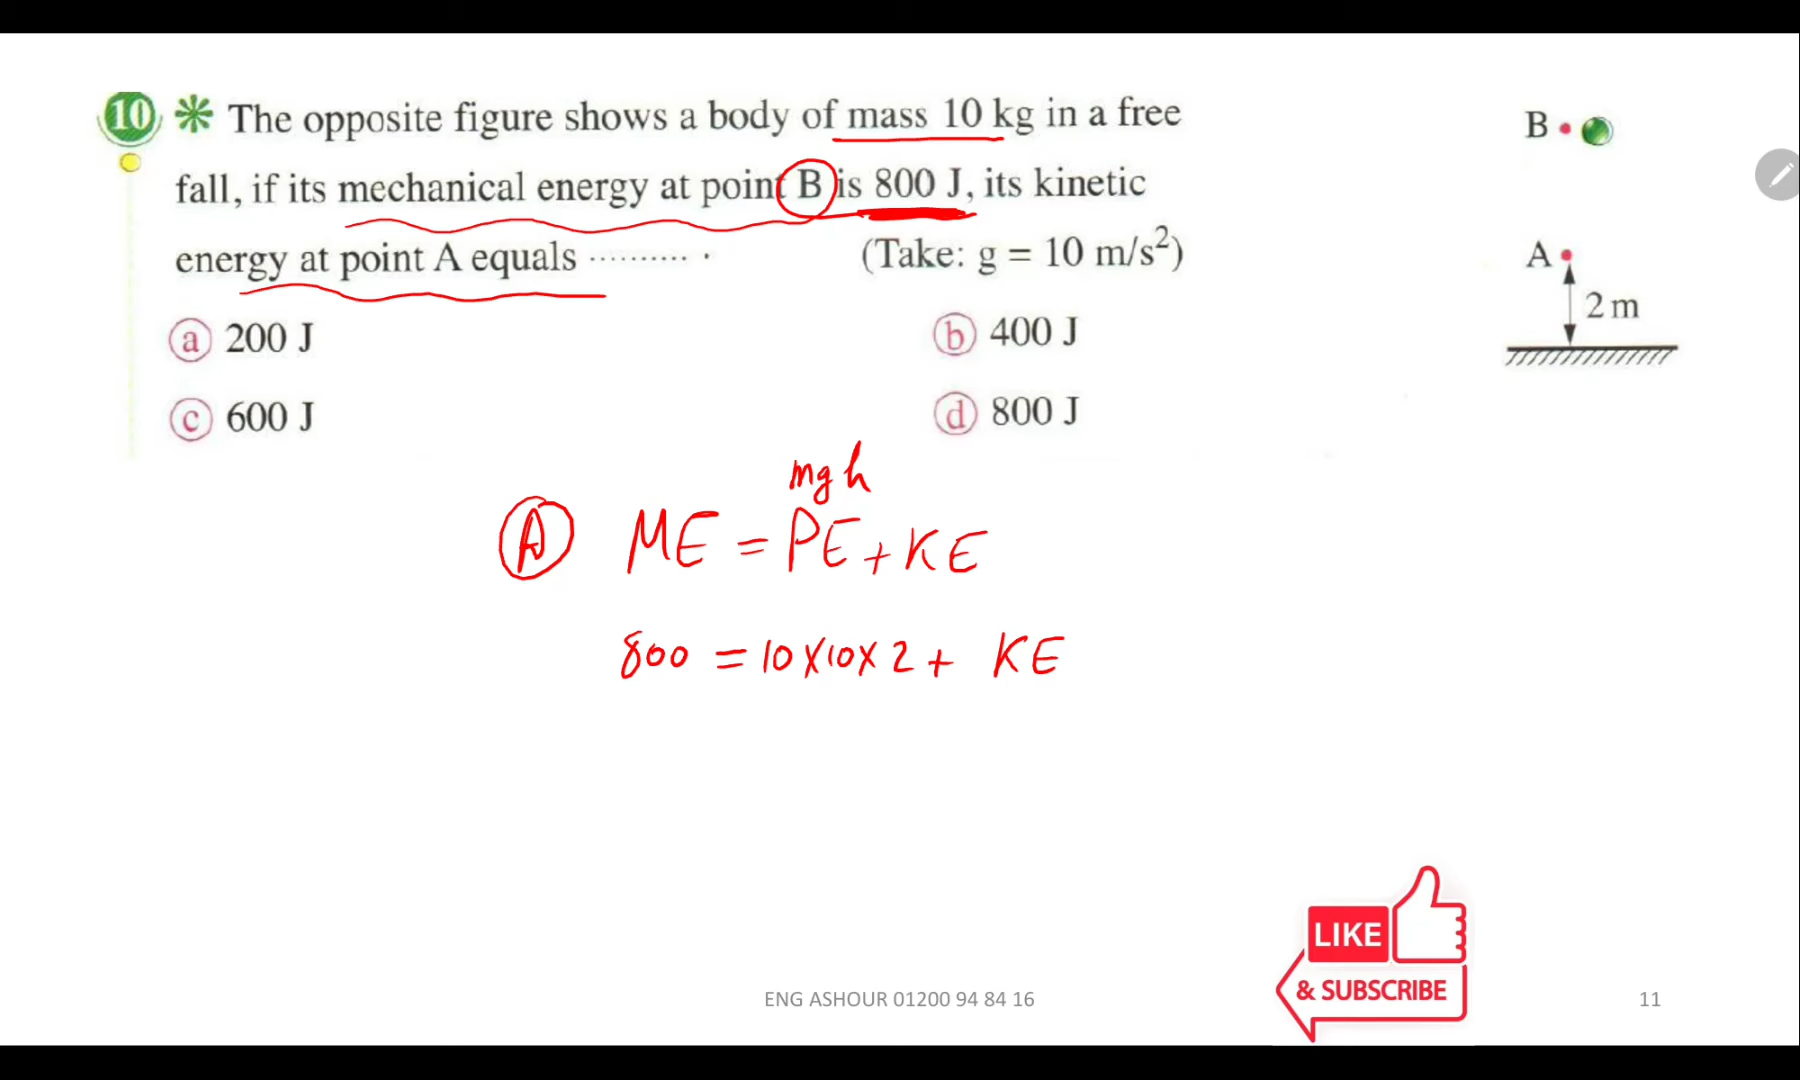 10 * The opposite figure shows a body of mass 10 kg in a free
fall, if its mechanical energy at point B is 800 J, its kinetic
energy at point A equals ·········· . (Take: g = 10 m/s²)
ⓐ 200 J ⓑ 400 J
ⓒ 600 J ⓓ 800 J
B
A
2 m
mgh
Ⓐ ME = PE + KE
800 = 10 × 10 × 2 + KE
LIKE
& SUBSCRIBE
ENG ASHOUR 01200 94 84 16
11